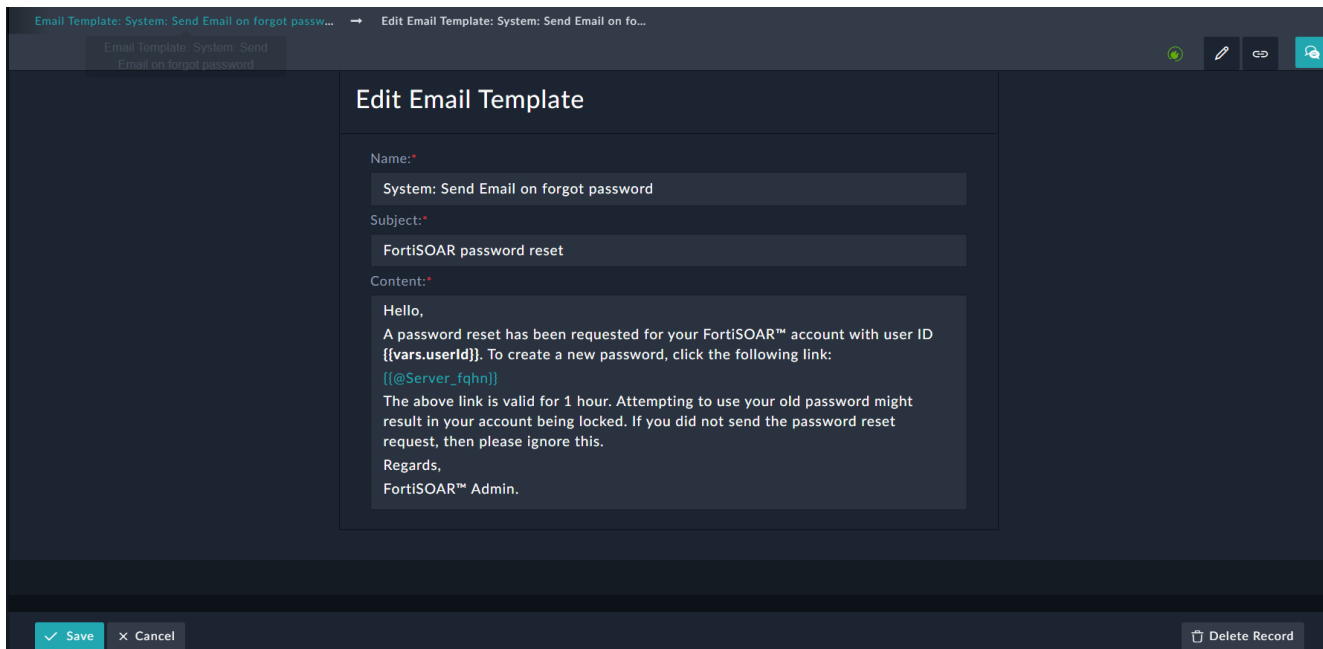 Email Template: System: Send Email on forgot passw... → Edit Email Template: System: Send Email on fo...
Email Template: System: Send
Email on forgot password
Edit Email Template
Name:*
System: Send Email on forgot password
Subject:*
FortiSOAR password reset
Content:*
Hello,
A password reset has been requested for your FortiSOAR™ account with user ID
{{vars.userId}}. To create a new password, click the following link:
{{@Server_fqhn}}
The above link is valid for 1 hour. Attempting to use your old password might
result in your account being locked. If you did not send the password reset
request, then please ignore this.
Regards,
FortiSOAR™ Admin.
Save Cancel Delete Record